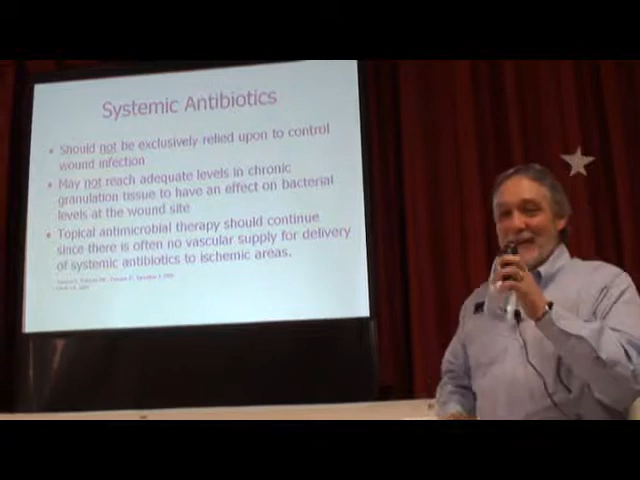 Systemic Antibiotics
• Should not be exclusively relied upon to control
wound infection
• May not reach adequate levels in chronic
granulation tissue to have an effect on bacterial
levels at the wound site
• Topical antimicrobial therapy should continue
since there is often no vascular supply for delivery
of systemic antibiotics to ischemic areas.